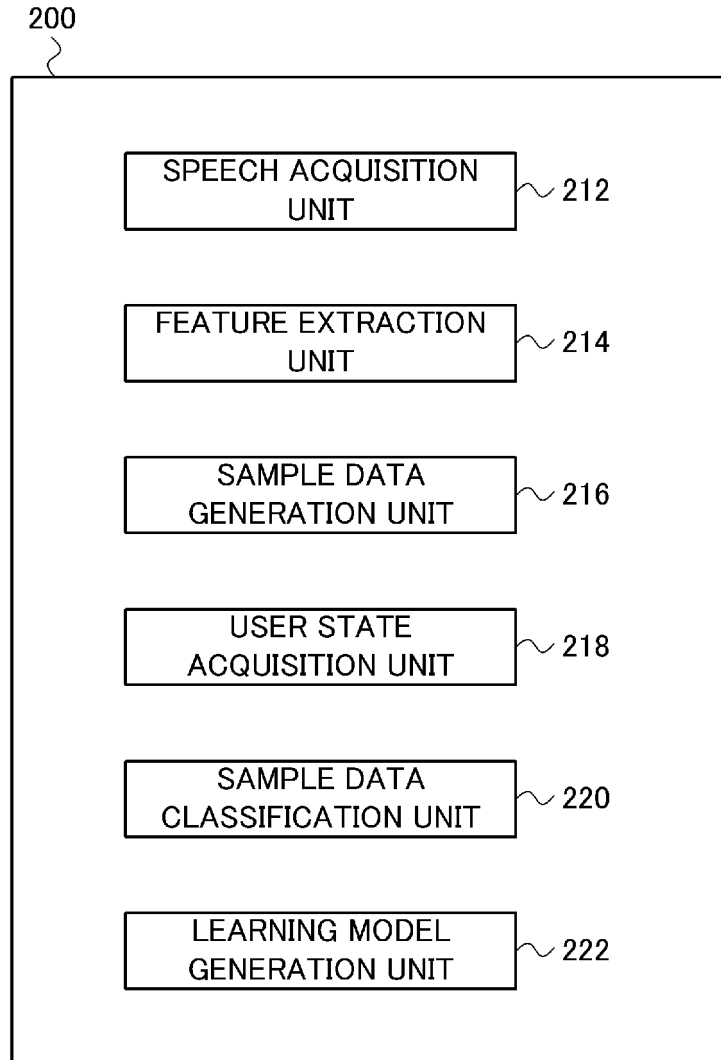 200
SPEECH ACQUISITION
UNIT
212
FEATURE EXTRACTION
UNIT
214
SAMPLE DATA
GENERATION UNIT
216
USER STATE
ACQUISITION UNIT
218
SAMPLE DATA
CLASSIFICATION UNIT
220
LEARNING MODEL
GENERATION UNIT
222